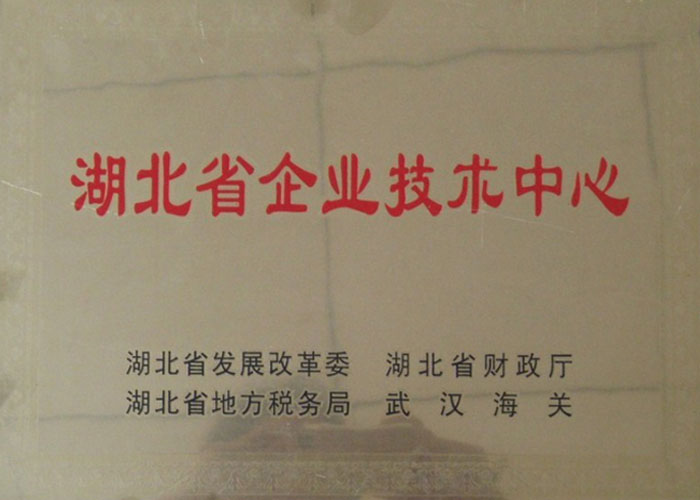 湖北省企业技术中心
湖北省发展改革委 湖北省财政厅
湖北省地方税务局 武汉海关